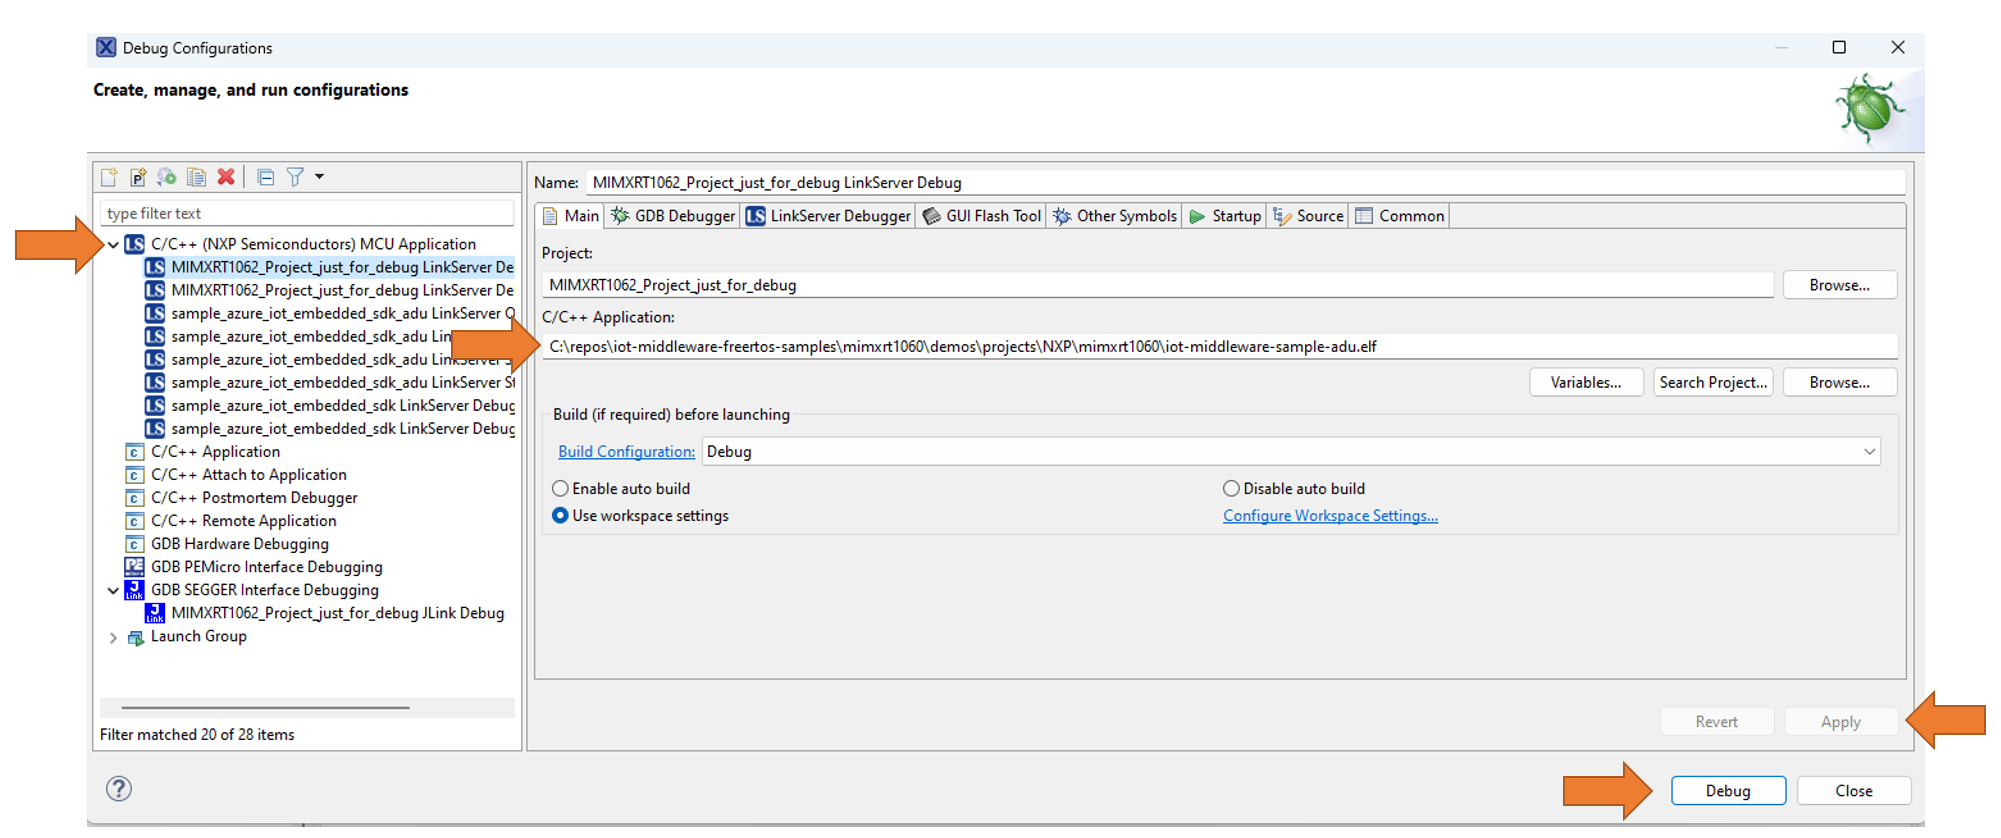 Debug Configurations
Create, manage, and run configurations
type filter text
C/C++ (NXP Semiconductors) MCU Application
MIMXRT1062_Project_just_for_debug LinkServer De
MIMXRT1062_Project_just_for_debug LinkServer De
sample_azure_iot_embedded_sdk_adu LinkServer
sample_azure_iot_embedded_sdk_adu
sample_azure_iot_embedded_sdk_adu
sample_azure_iot_embedded_sdk_adu LinkServer St
sample_azure_iot_embedded_sdk LinkServer Debug
sample_azure_iot_embedded_sdk LinkServer Debug
C/C++ Application
C/C++ Attach to Application
C/C++ Postmortem Debugger
C/C++ Remote Application
GDB Hardware Debugging
GDB PEMicro Interface Debugging
GDB SEGGER Interface Debugging
MIMXRT1062_Project_just_for_debug JLink Debug
Launch Group
Filter matched 20 of 28 items
Name: MIMXRT1062_Project_just_for_debug LinkServer Debug
Main GDB Debugger LinkServer Debugger GUI Flash Tool Other Symbols Startup Source Common
Project:
MIMXRT1062_Project_just_for_debug Browse...
C/C++ Application:
C:\repos\iot-middleware-freertos-samples\mimxrt1060\demos\projects\NXP\mimxrt1060\iot-middleware-sample-adu.elf
Variables... Search Project... Browse...
Build (if required) before launching
Build Configuration: Debug
Enable auto build Disable auto build
Use workspace settings Configure Workspace Settings...
Revert Apply
Debug Close